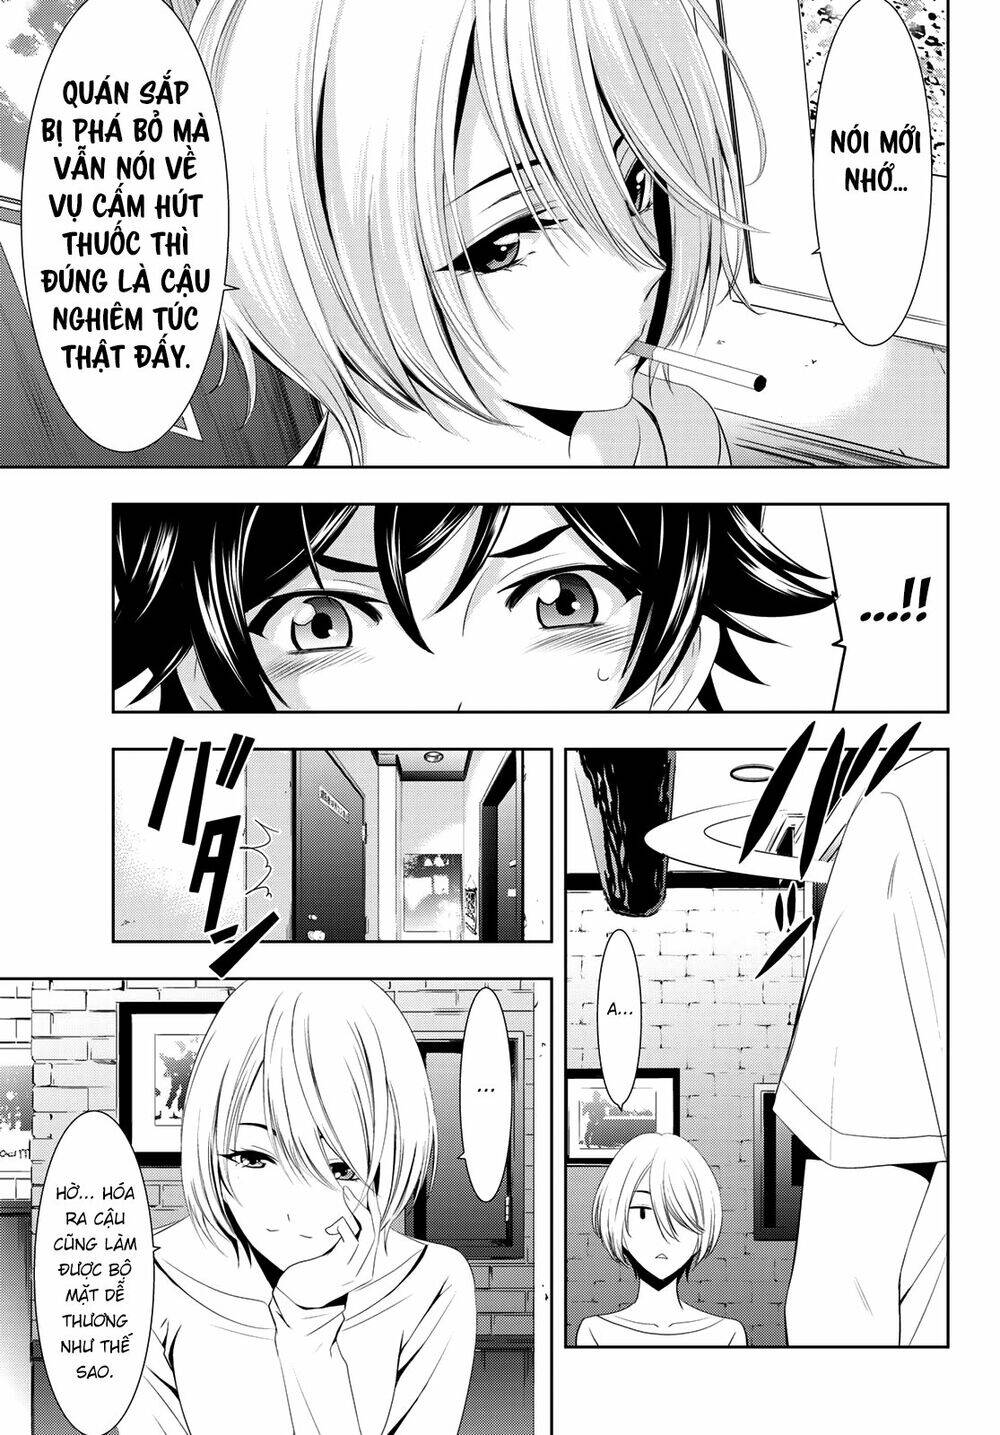 NÓI MỚI
NHỚ...
QUÁN SẮP
BỊ PHÁ BỎ MÀ
VẪN NÓI VỀ
VỤ CẤM HÚT
THUỐC THÌ
ĐÚNG LÀ CẬU
NGHIÊM TÚC
THẬT ĐẤY.
...!!
A...
バタン
...
HỜ... HÓA
RA CẬU
CŨNG LÀM
ĐƯỢC BỘ
MẶT DỄ
THƯƠNG
NHƯ THẾ
SAO.